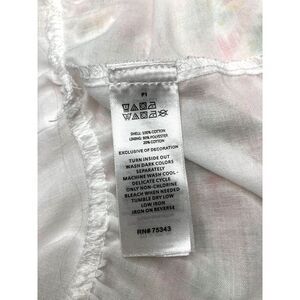 SHELL: 100% COTTON
LINING: 80% POLYESTER
20% COTTON
EXCLUSIVE OF DECORATION
TURN INSIDE OUT
WASH DARK COLORS
SEPARATELY
MACHINE WASH COOL -
DELICATE CYCLE
ONLY NON-CHLORINE
BLEACH WHEN NEEDED
TUMBLE DRY LOW
LOW IRON
IRON ON REVERSE
RN# 75343